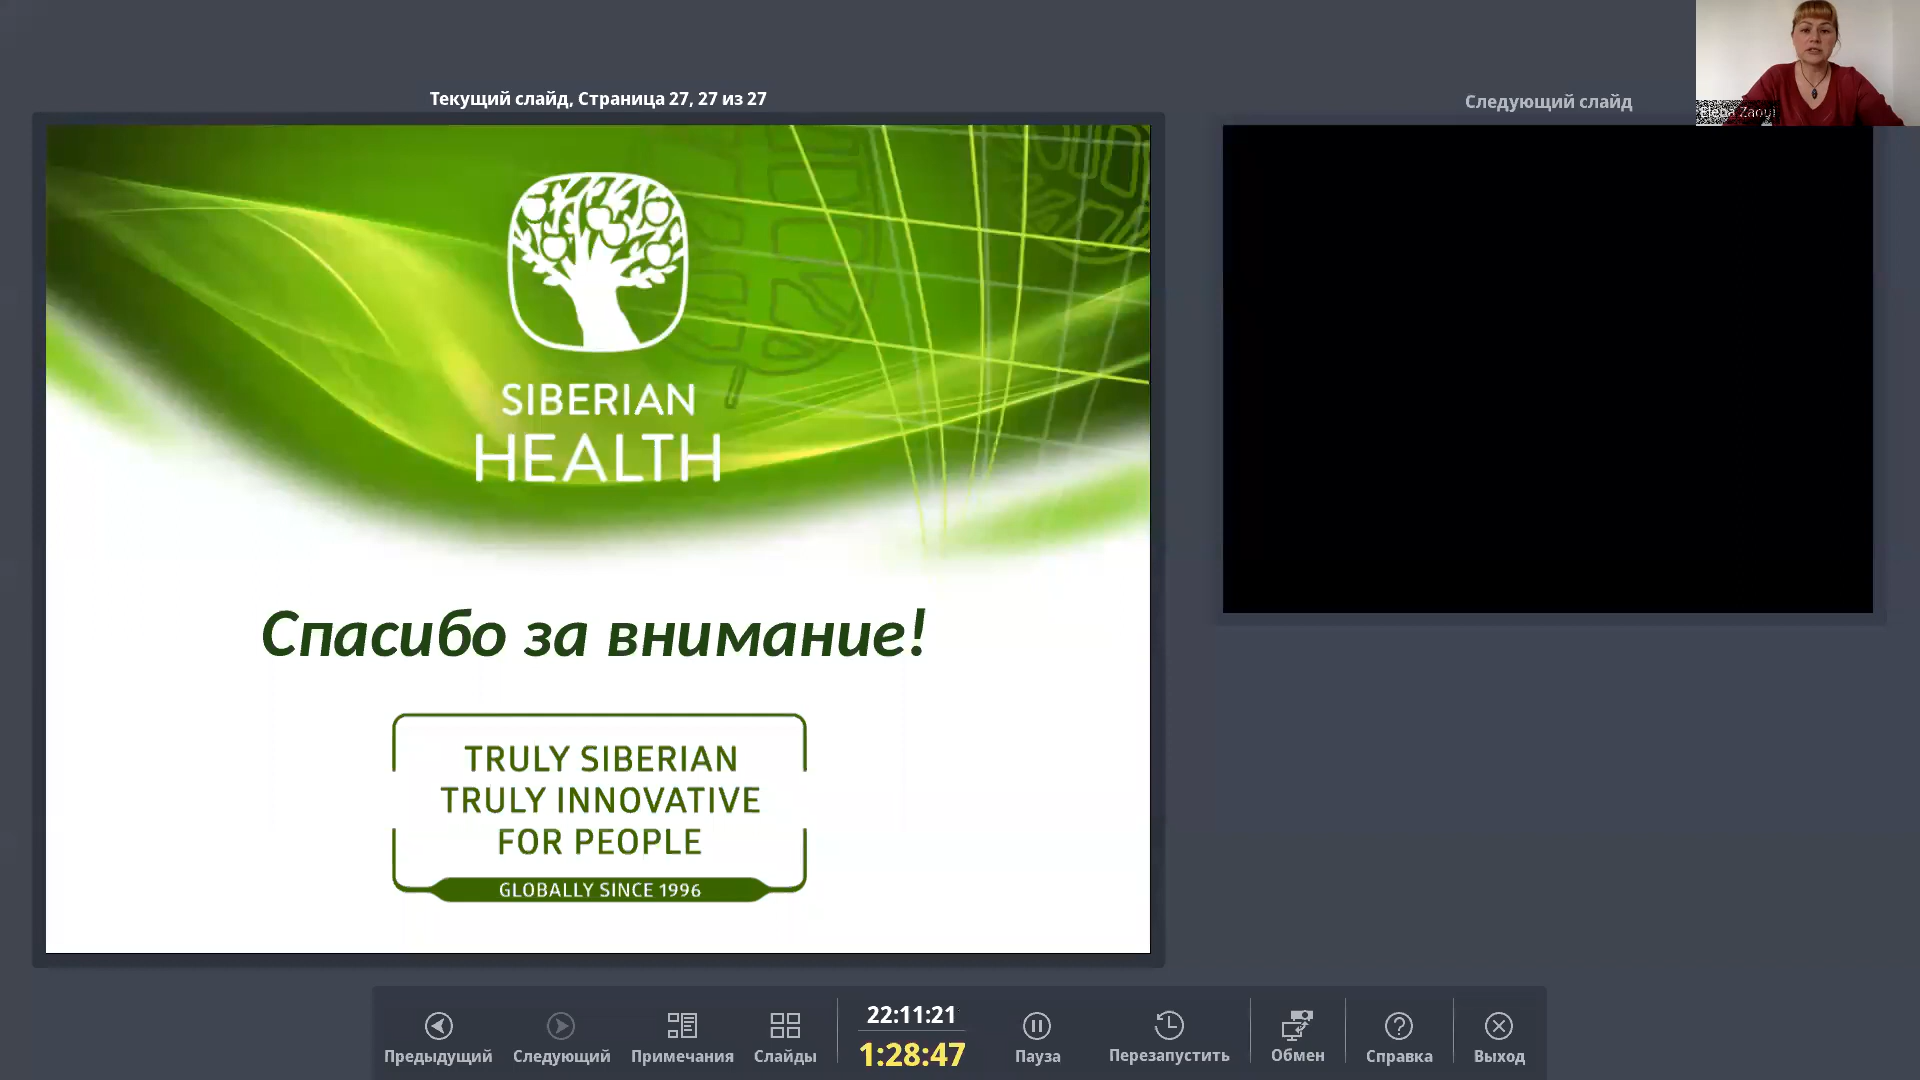 Текущий слайд, Страница 27, 27 из 27
Следующий слайд
Elena Zaoui
SIBERIAN
HEALTH
Спасибо за внимание!
TRULY SIBERIAN
TRULY INNOVATIVE
FOR PEOPLE
GLOBALLY SINCE 1996
22:11:21
1:28:47
Предыдущий
Следующий
Примечания
Слайды
Пауза
Перезапустить
Обмен
Справка
Выход